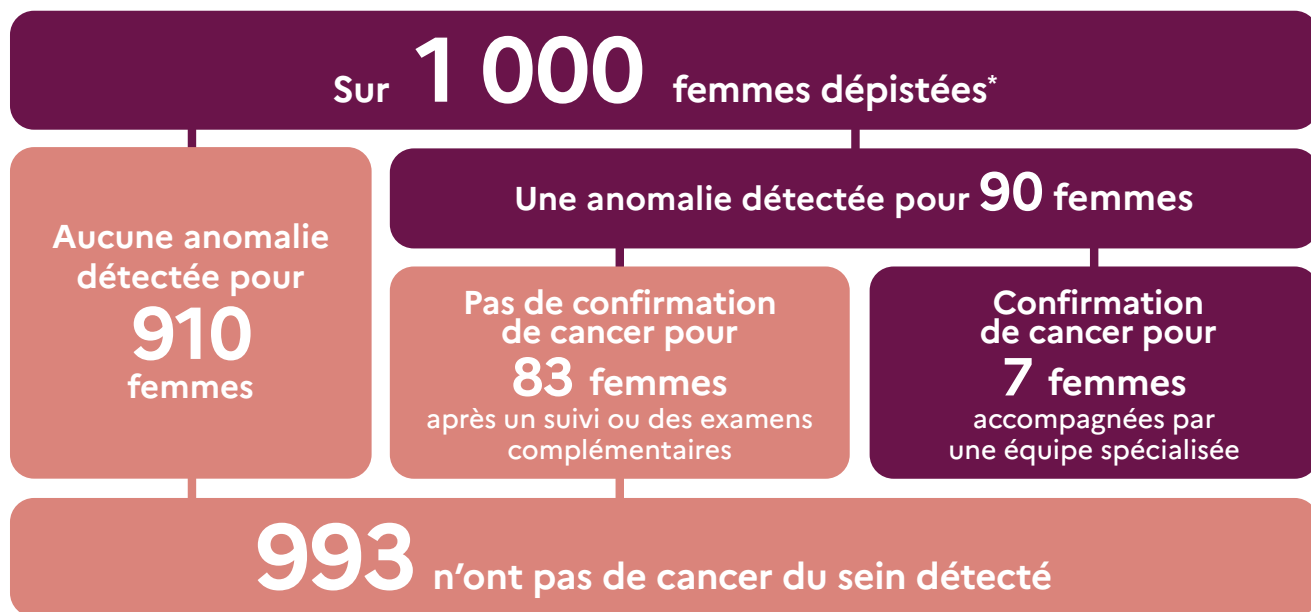 Sur 1 000 femmes dépistées*
Aucune anomalie
détectée pour
910
femmes
Une anomalie détectée pour 90 femmes
Pas de confirmation
de cancer pour
83 femmes
après un suivi ou des examens
complémentaires
Confirmation
de cancer pour
7 femmes
accompagnées par
une équipe spécialisée
993 n’ont pas de cancer du sein détecté